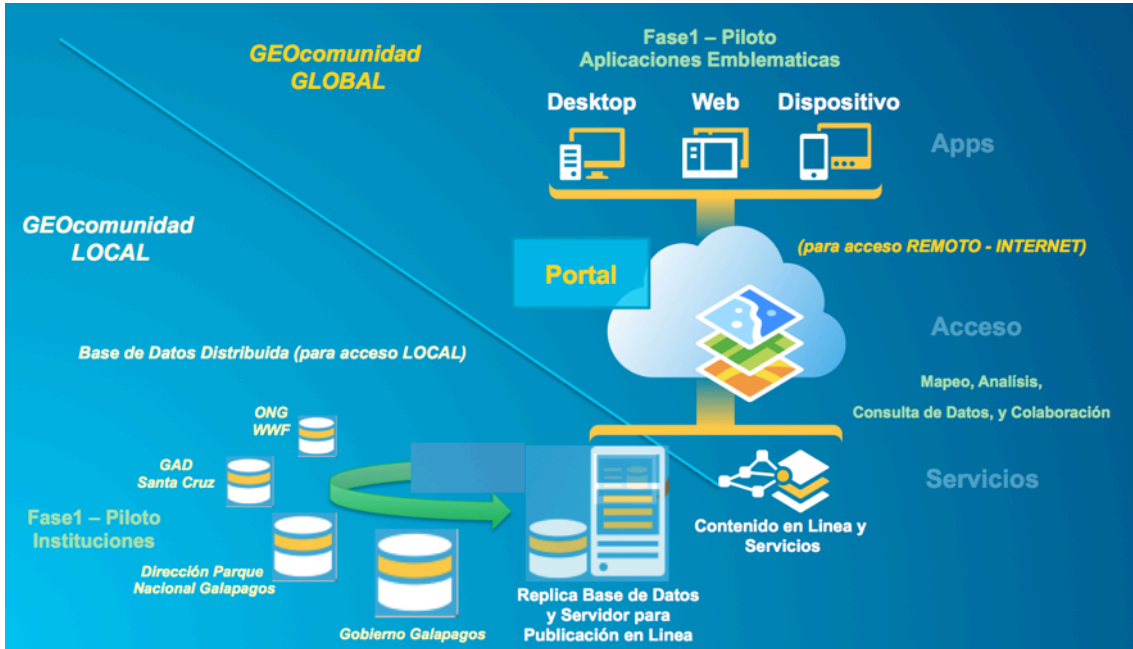 GEOcomunidad
GLOBAL
Fase1 – Piloto
Aplicaciones Emblematicas
Desktop
Web
Dispositivo
Apps
GEOcomunidad
LOCAL
(para acceso REMOTO - INTERNET)
Portal
Acceso
Base de Datos Distribuida (para acceso LOCAL)
Mapeo, Analísis,
Consulta de Datos, y Colaboración
ONG
WWF
GAD
Santa Cruz
Servicios
Fase1 – Piloto
Instituciones
Contenido en Linea y
Servicios
Dirección Parque
Nacional Galapagos
Replica Base de Datos
y Servidor para
Publicación en Linea
Gobierno Galapagos